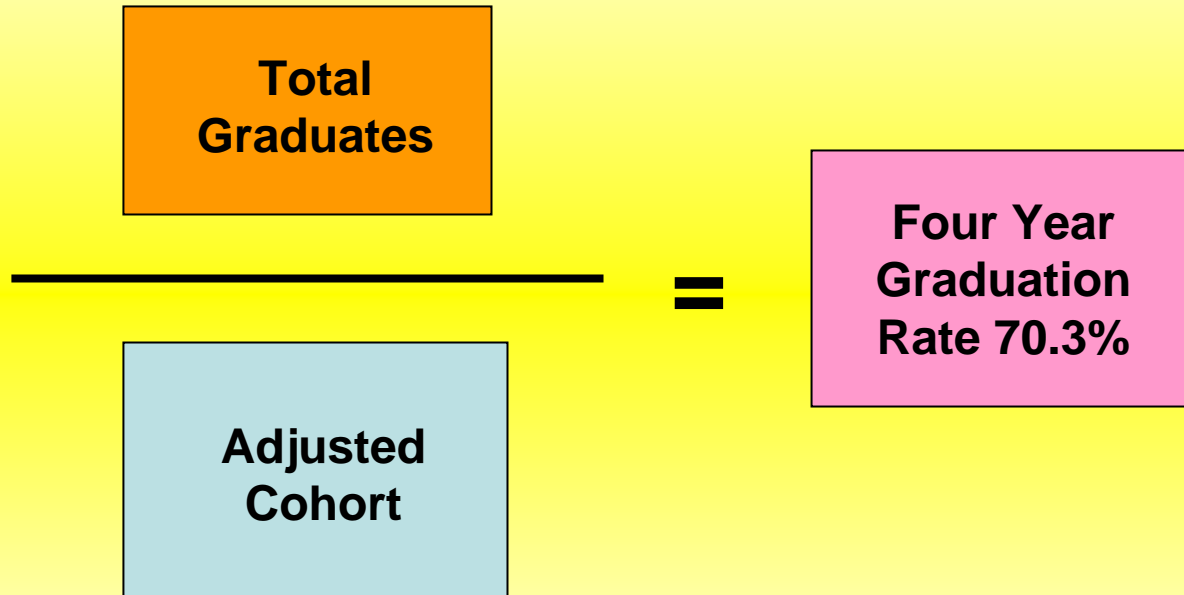 Total
Graduates
=
Four Year
Graduation
Rate 70.3%
Adjusted
Cohort